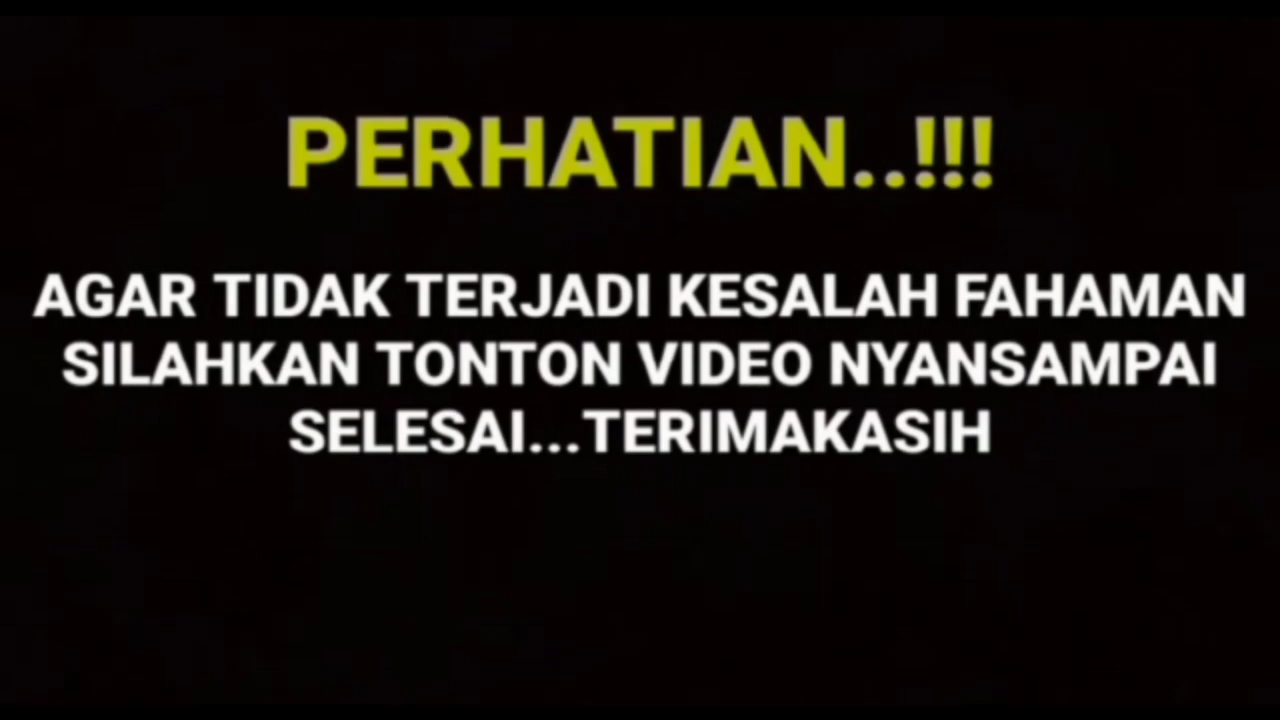 PERHATIAN..!!!
AGAR TIDAK TERJADI KESALAH FAHAMAN
SILAHKAN TONTON VIDEO NYANSAMPAI
SELESAI...TERIMAKASIH